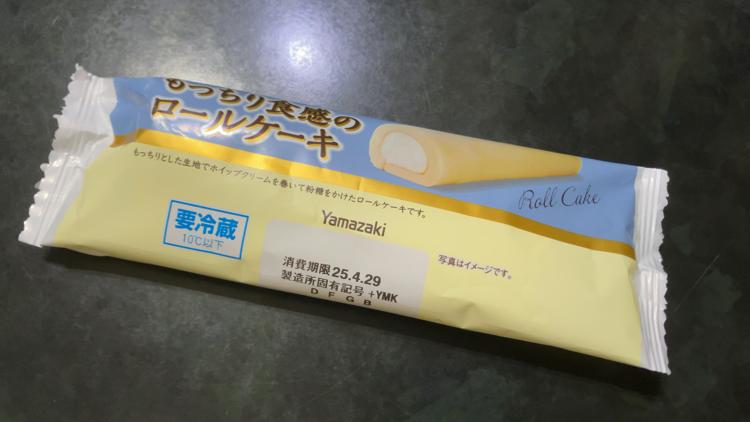 もっちり食感の
ロールケーキ
もっちりとした生地でホイップクリームを巻いて粉糖をかけたロールケーキです。
Roll Cake
要冷蔵
10℃以下
Yamazaki
消費期限25.4.29
製造所固有記号 +YMK
D F G B
写真はイメージです。